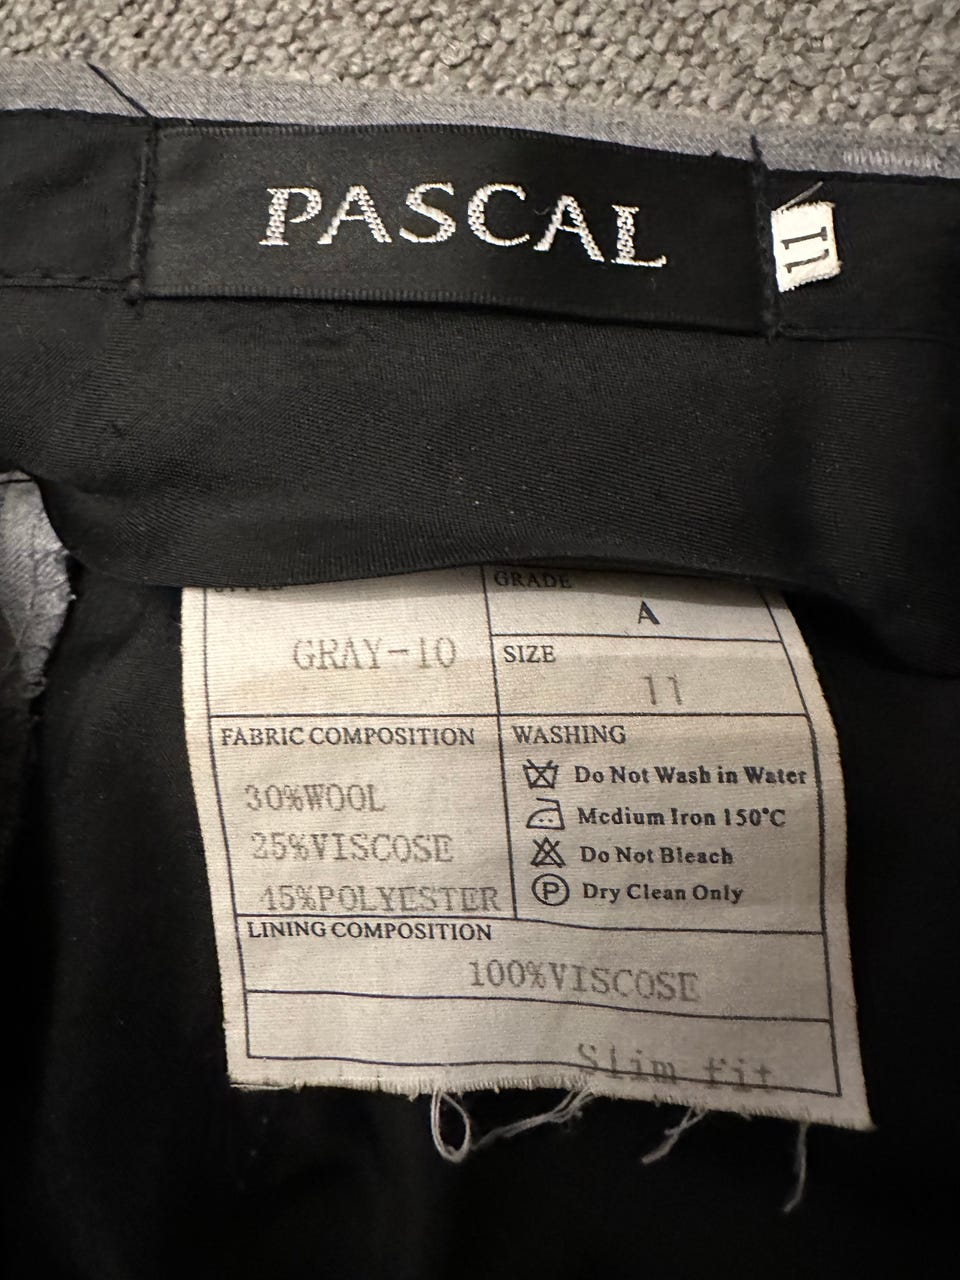 PASCAL
11
GRADE
A
GRAY-10
SIZE
11
FABRIC COMPOSITION
30%WOOL
25%VISCOSE
45%POLYESTER
WASHING
Do Not Wash in Water
Medium Iron 150°C
Do Not Bleach
P Dry Clean Only
LINING COMPOSITION
100%VISCOSE
Slim fit